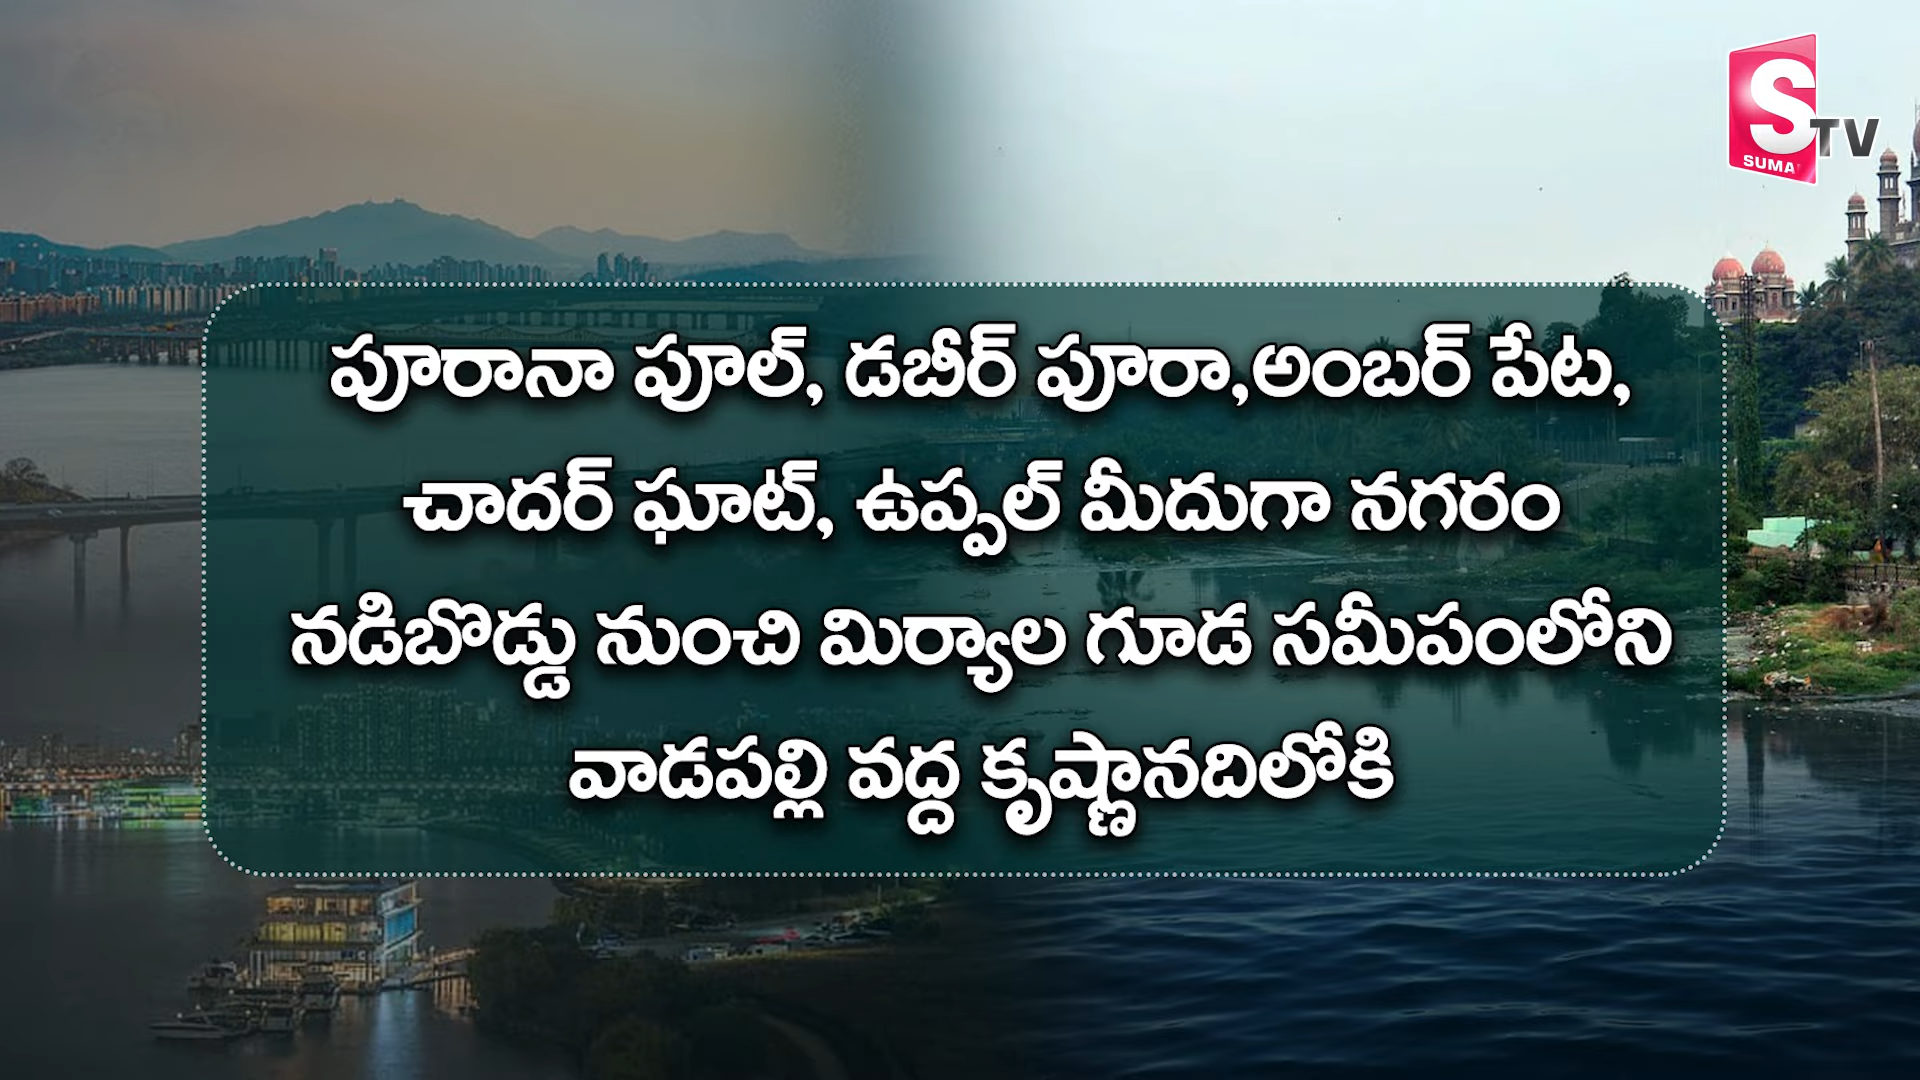 S TV
SUMA
పూరానా పూల్, డబీర్ పూరా,అంబర్ పేట,
చాదర్ ఘాట్, ఉప్పల్ మీదుగా నగరం
నడిబొడ్డు నుంచి మిర్యాల గూడ సమీపంలోని
వాడపల్లి వద్ద కృష్ణానదిలోకి